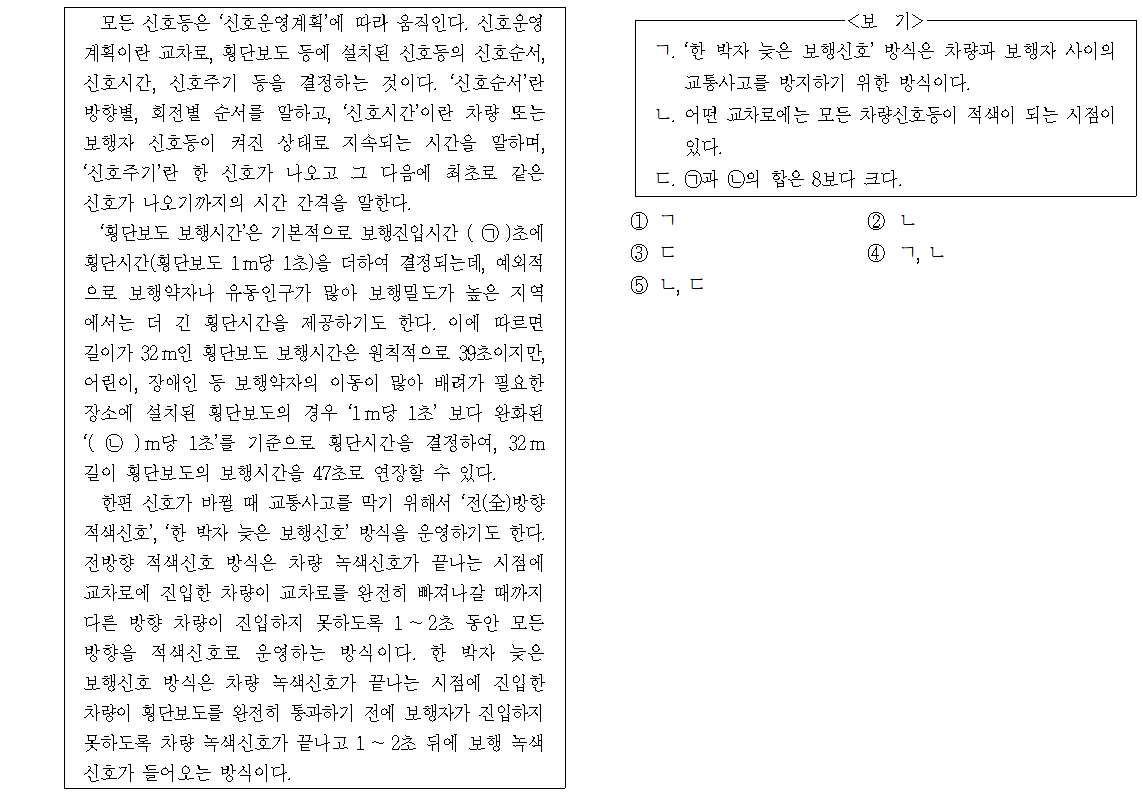 모든 신호등은 ‘신호운영계획’에 따라 움직인다. 신호운영
계획이란 교차로, 횡단보도 등에 설치된 신호등의 신호순서,
신호시간, 신호주기 등을 결정하는 것이다. ‘신호순서’란
방향별, 회전별 순서를 말하고, ‘신호시간’이란 차량 또는
보행자 신호등이 켜진 상태로 지속되는 시간을 말하며,
‘신호주기’란 한 신호가 나오고 그 다음에 최초로 같은
신호가 나오기까지의 시간 간격을 말한다.
‘횡단보도 보행시간’은 기본적으로 보행진입시간 ( ㉠ )초에
횡단시간(횡단보도 1m당 1초)을 더하여 결정되는데, 예외적
으로 보행약자나 유동인구가 많아 보행밀도가 높은 지역
에서는 더 긴 횡단시간을 제공하기도 한다. 이에 따르면
길이가 32m인 횡단보도 보행시간은 원칙적으로 39초이지만,
어린이, 장애인 등 보행약자의 이동이 많아 배려가 필요한
장소에 설치된 횡단보도의 경우 ‘1m당 1초’ 보다 완화된
‘( ㉡ )m당 1초’를 기준으로 횡단시간을 결정하여, 32m
길이 횡단보도의 보행시간을 47초로 연장할 수 있다.
한편 신호가 바뀔 때 교통사고를 막기 위해서 ‘전(全)방향
적색신호’, ‘한 박자 늦은 보행신호’ 방식을 운영하기도 한다.
전방향 적색신호 방식은 차량 녹색신호가 끝나는 시점에
교차로에 진입한 차량이 교차로를 완전히 빠져나갈 때까지
다른 방향 차량이 진입하지 못하도록 1 ~ 2초 동안 모든
방향을 적색신호로 운영하는 방식이다. 한 박자 늦은
보행신호 방식은 차량 녹색신호가 끝나는 시점에 진입한
차량이 횡단보도를 완전히 통과하기 전에 보행자가 진입하지
못하도록 차량 녹색신호가 끝나고 1 ~ 2초 뒤에 보행 녹색
신호가 들어오는 방식이다.
<보 기>
ㄱ. ‘한 박자 늦은 보행신호’ 방식은 차량과 보행자 사이의
교통사고를 방지하기 위한 방식이다.
ㄴ. 어떤 교차로에는 모든 차량신호등이 적색이 되는 시점이
있다.
ㄷ. ㉠과 ㉡의 합은 8보다 크다.
① ㄱ ② ㄴ
③ ㄷ ④ ㄱ, ㄴ
⑤ ㄴ, ㄷ